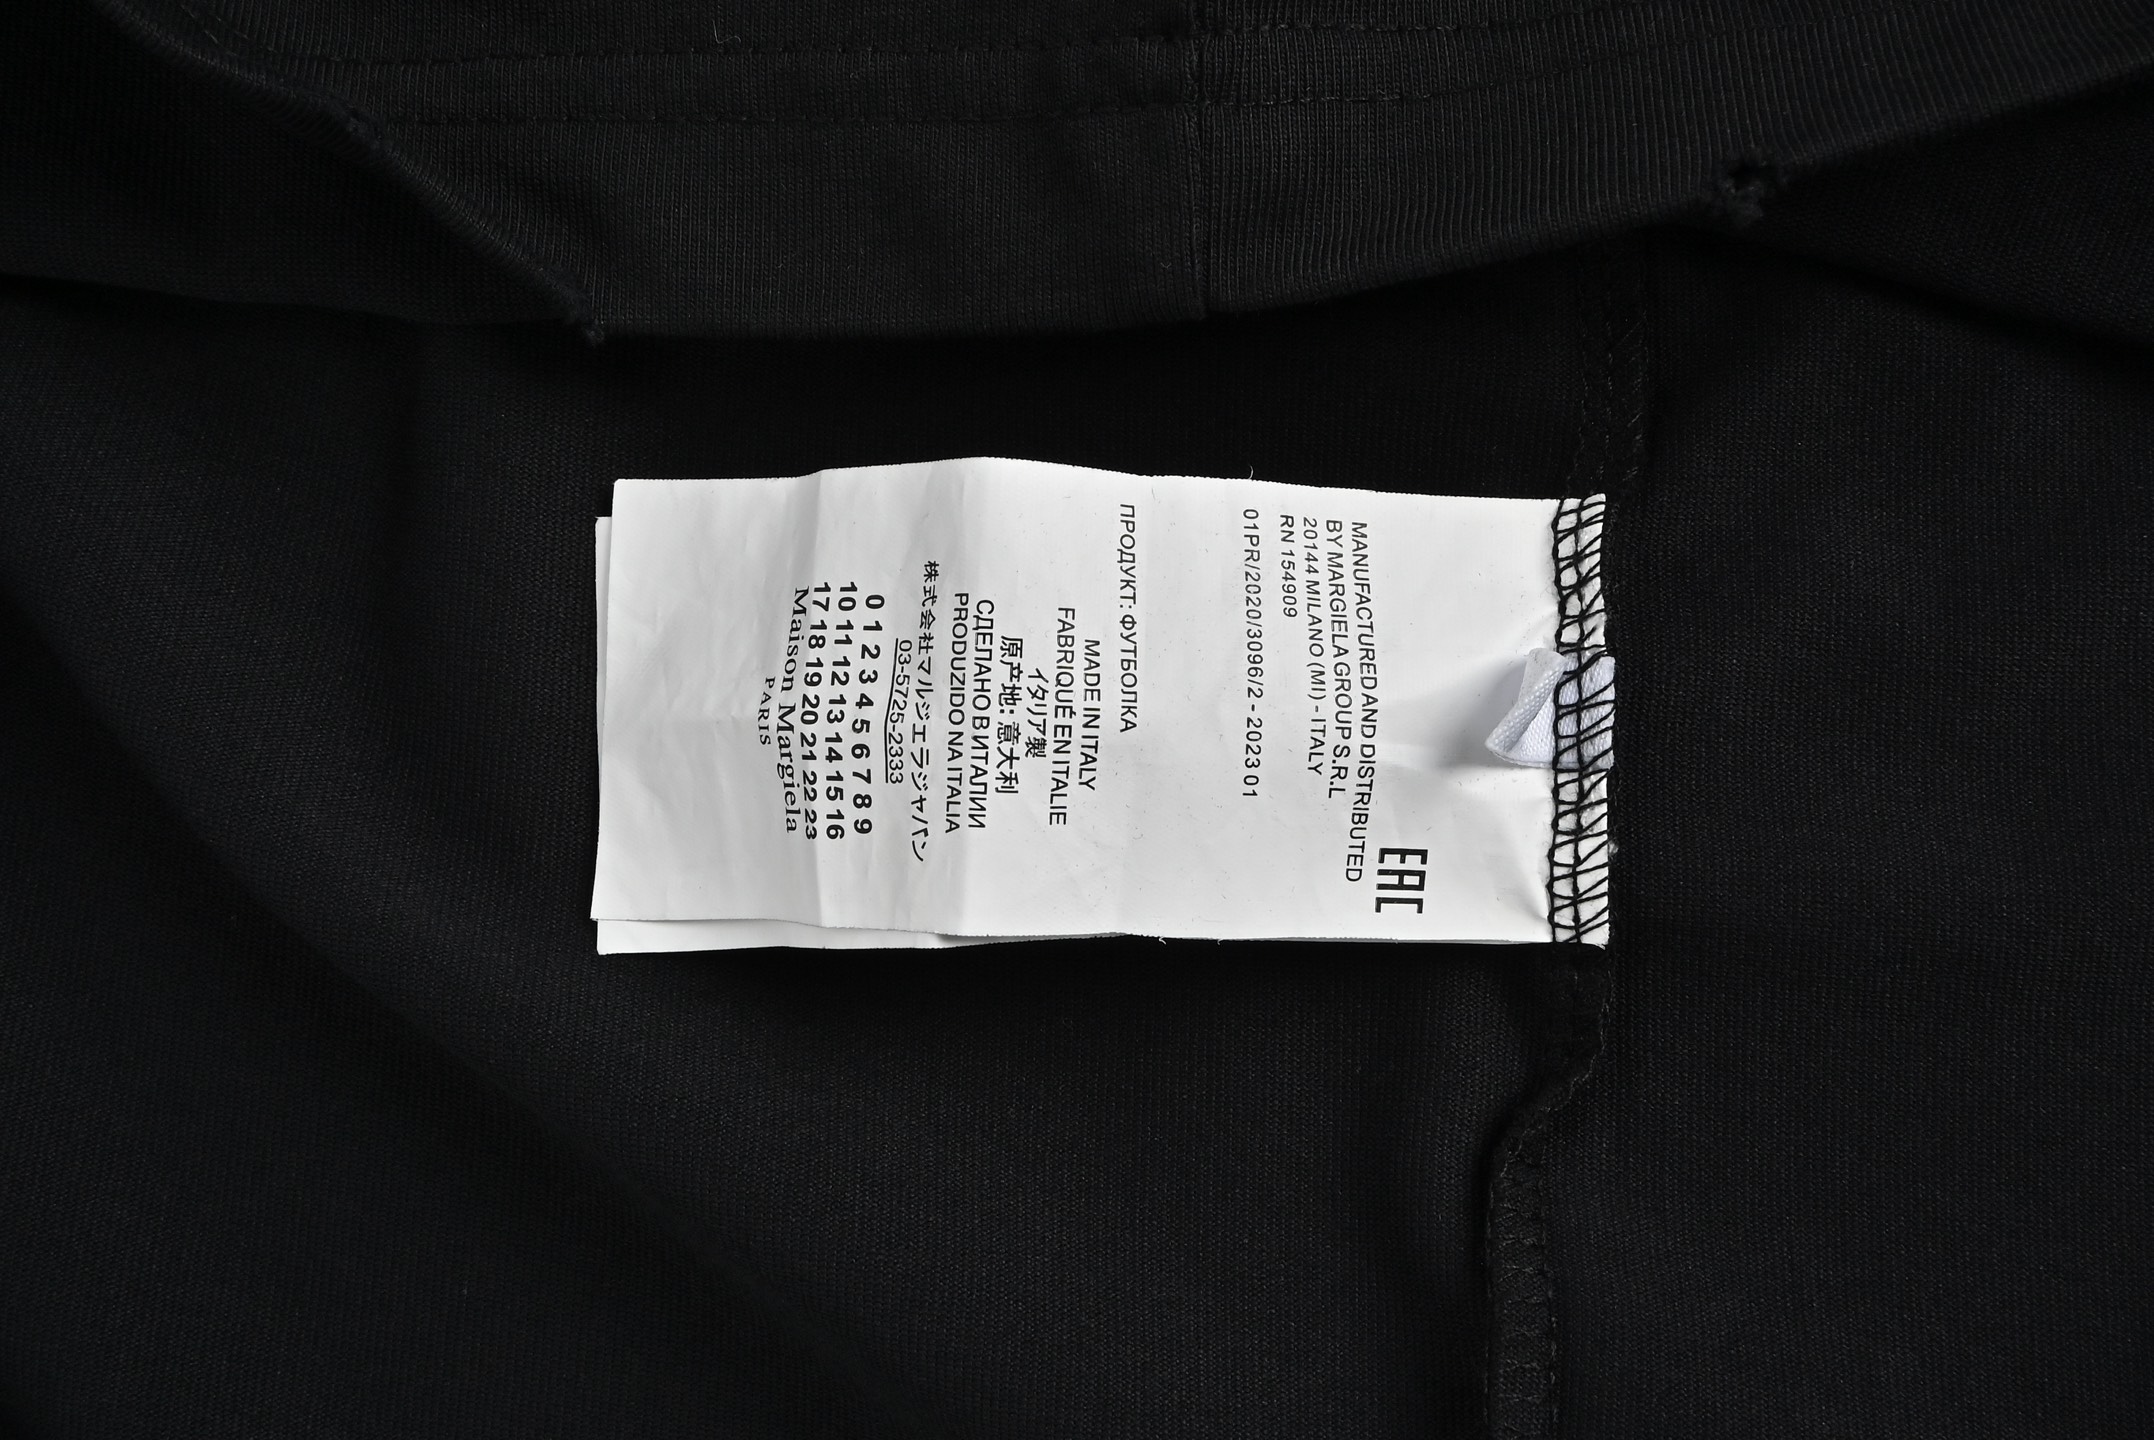 EAC
MANUFACTURED AND DISTRIBUTED
BY MARGIELA GROUP S.R.L
20144 MILANO (MI) - ITALY
RN 154909
01PR/2020/3096/2 - 2023 01
ПРОДУКТ: ФУТБОЛКА
MADE IN ITALY
FABRIQUÉ EN ITALIE
イタリア製
原产地: 意大利
СДЕЛАНО В ИТАЛИИ
PRODUZIDO NA ITALIA
株式会社マルジェラジャパン
03-5725-2333
0 1 2 3 4 5 6 7 8 9
10 11 12 13 14 15 16
17 18 19 20 21 22 23
Maison Margiela
PARIS